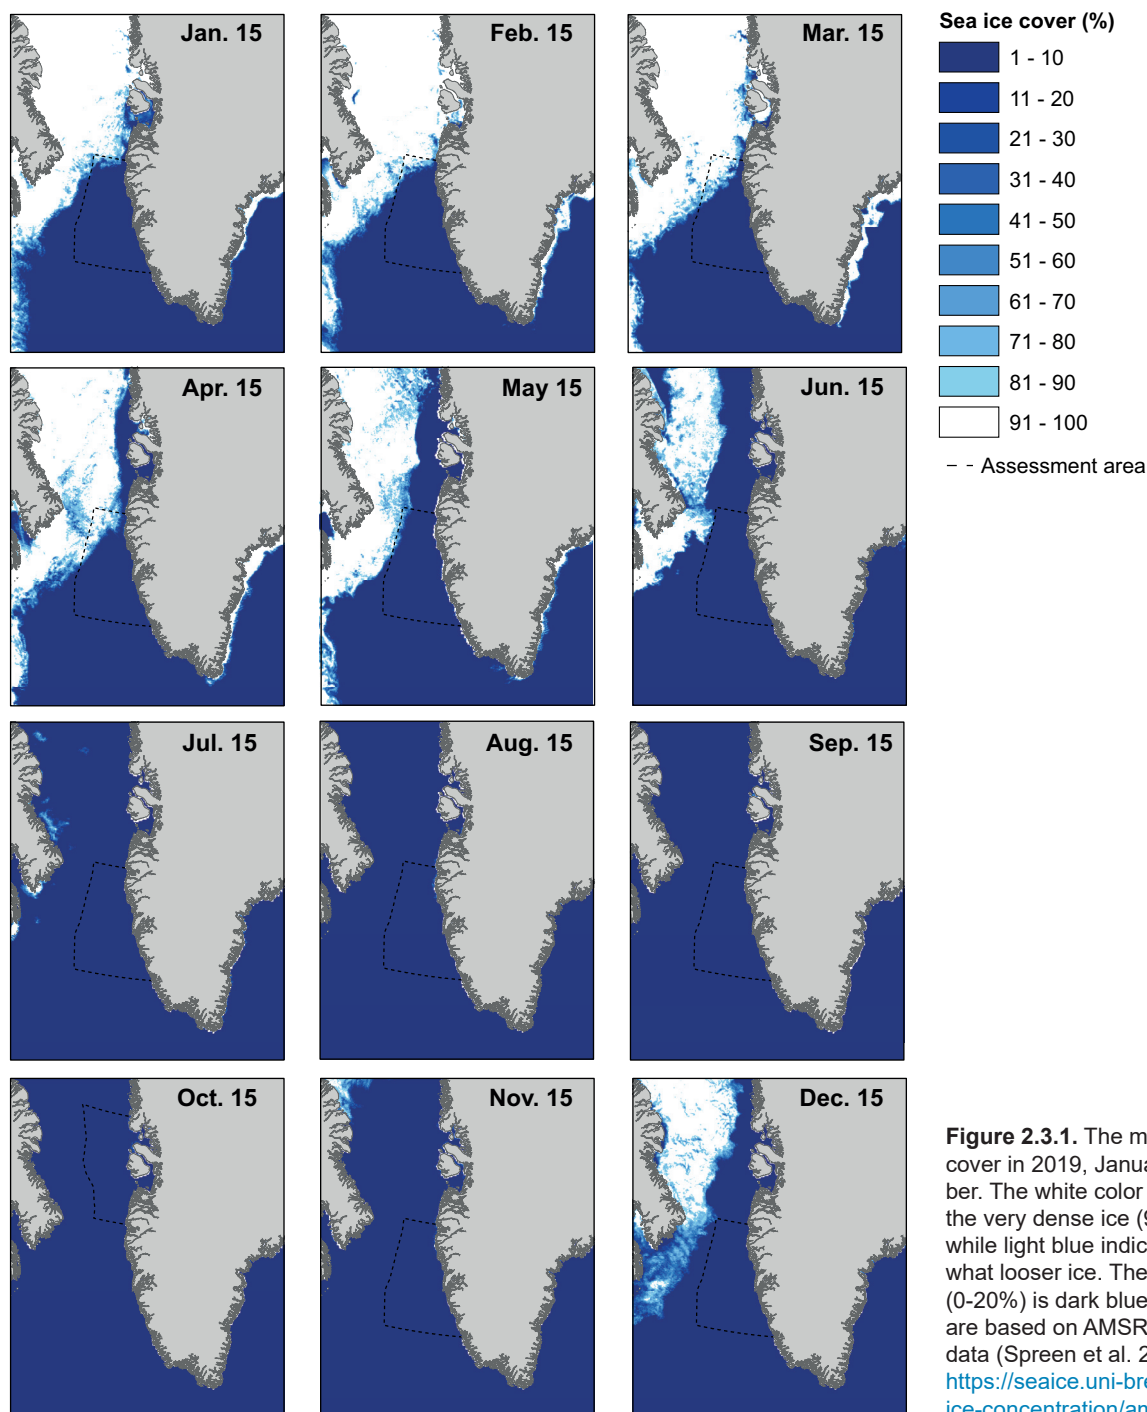 Jan. 15
Feb. 15
Mar. 15
Apr. 15
May 15
Jun. 15
Jul. 15
Aug. 15
Sep. 15
Oct. 15
Nov. 15
Dec. 15
Sea ice cover (%)
1 - 10
11 - 20
21 - 30
31 - 40
41 - 50
51 - 60
61 - 70
71 - 80
81 - 90
91 - 100
Assessment area
Figure 2.3.1. The m
cover in 2019, Janua
ber. The white color
the very dense ice (9
while light blue indic
what looser ice. The
(0-20%) is dark blue
are based on AMSR
data (Spreen et al. 2
https://seaice.uni-bre
ice-concentration/